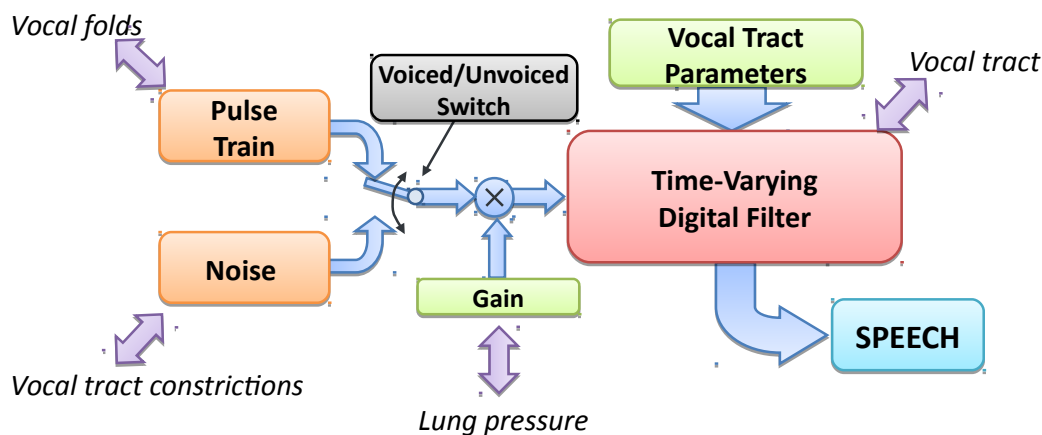 Vocal folds
Vocal Tract
Parameters
Vocal tract
Voiced/Unvoiced
Switch
Pulse
Train
Time-Varying
Digital Filter
×
Noise
Gain
SPEECH
Vocal tract constrictions
Lung pressure